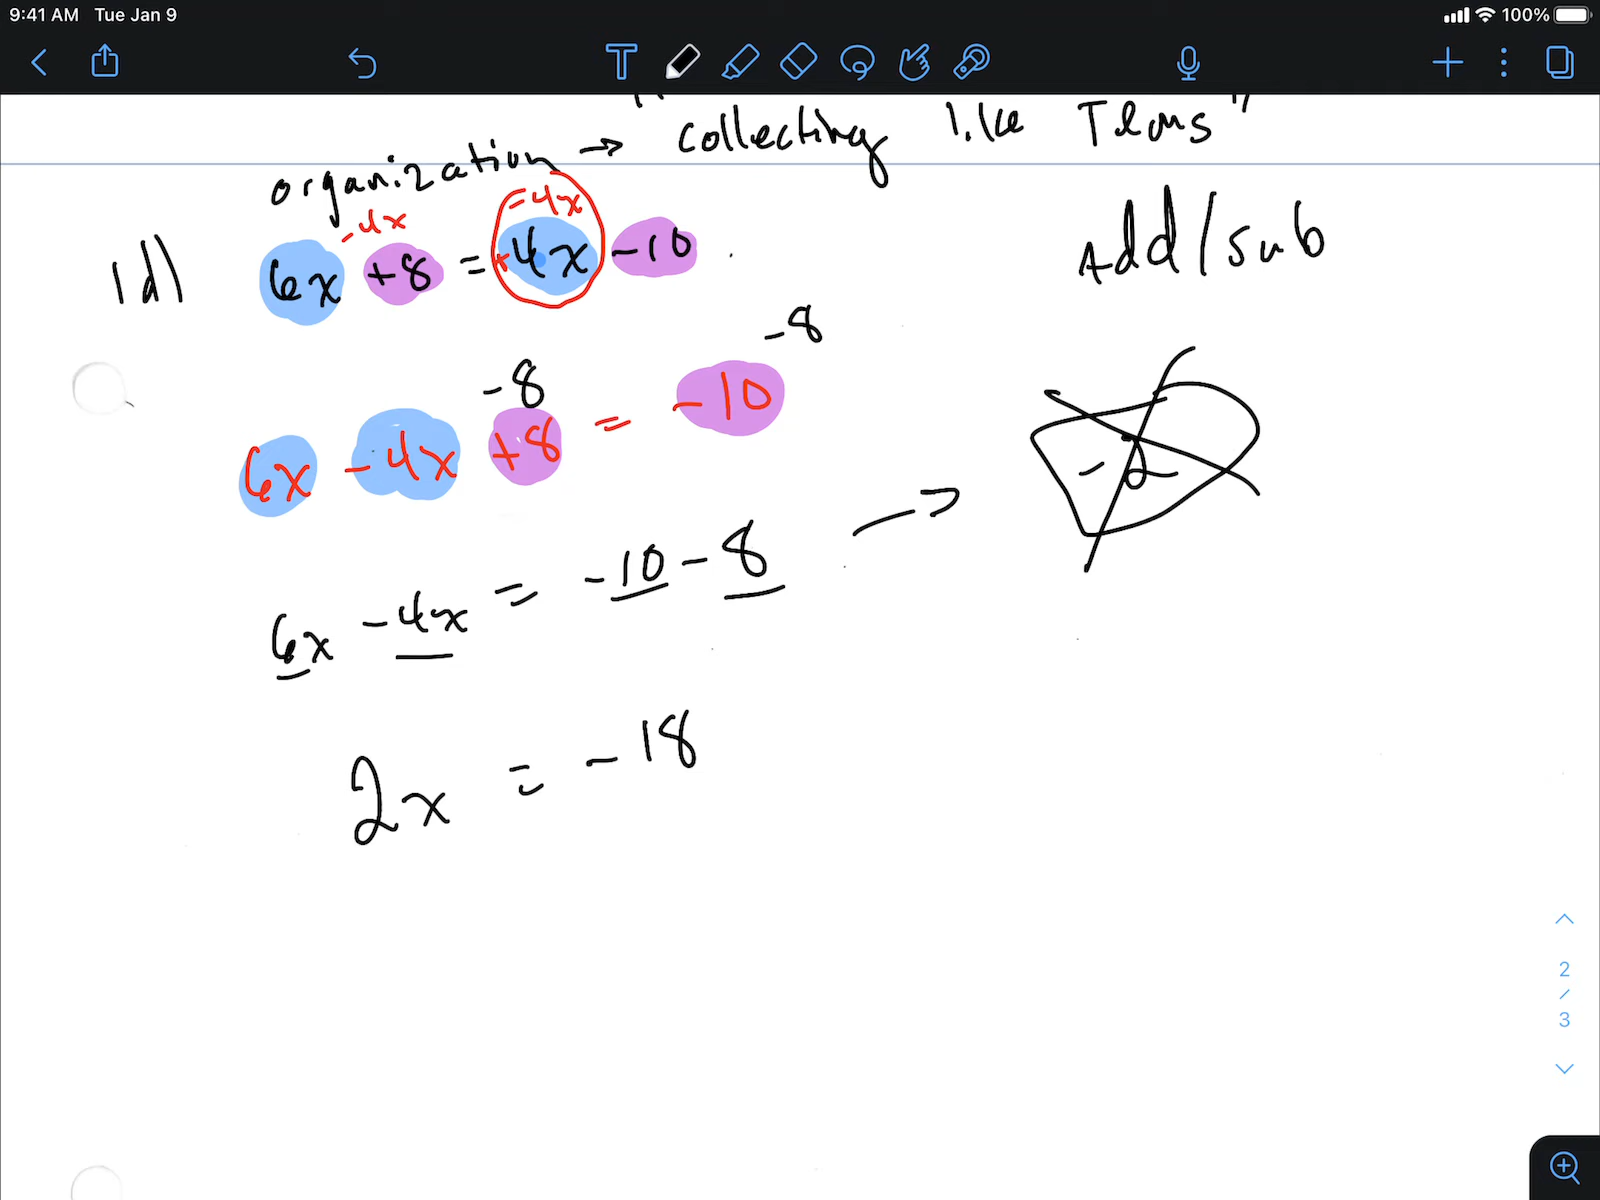 9:41 AM Tue Jan 9
100%
"collecting like Terms"
organization →
Add/sub
-4x -4x
1d) 6x +8 = +4x -10
-8 -8
6x -4x +8 = -10
-2
6x -4x = -10 -8 →
2x = -18
2
/
3